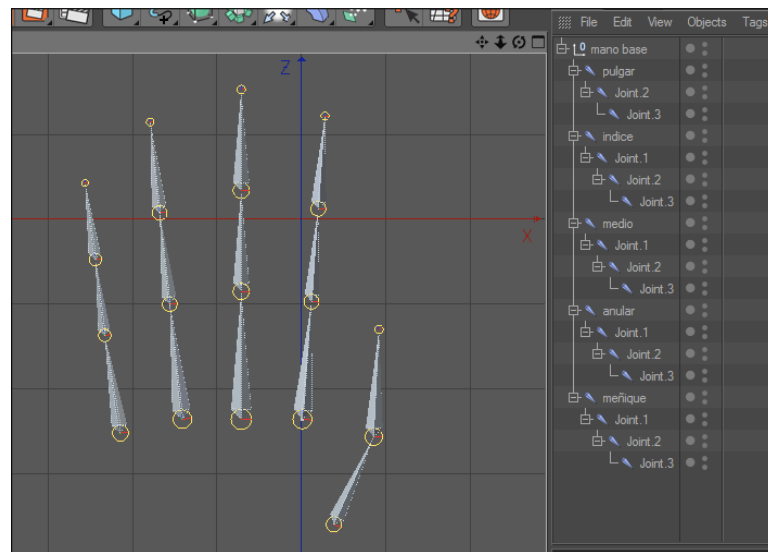 File Edit View Objects Tags
mano base
pulgar
Joint.2
Joint.3
indice
Joint.1
Joint.2
Joint.3
medio
Joint.1
Joint.2
Joint.3
anular
Joint.1
Joint.2
Joint.3
meñique
Joint.1
Joint.2
Joint.3
Z
X